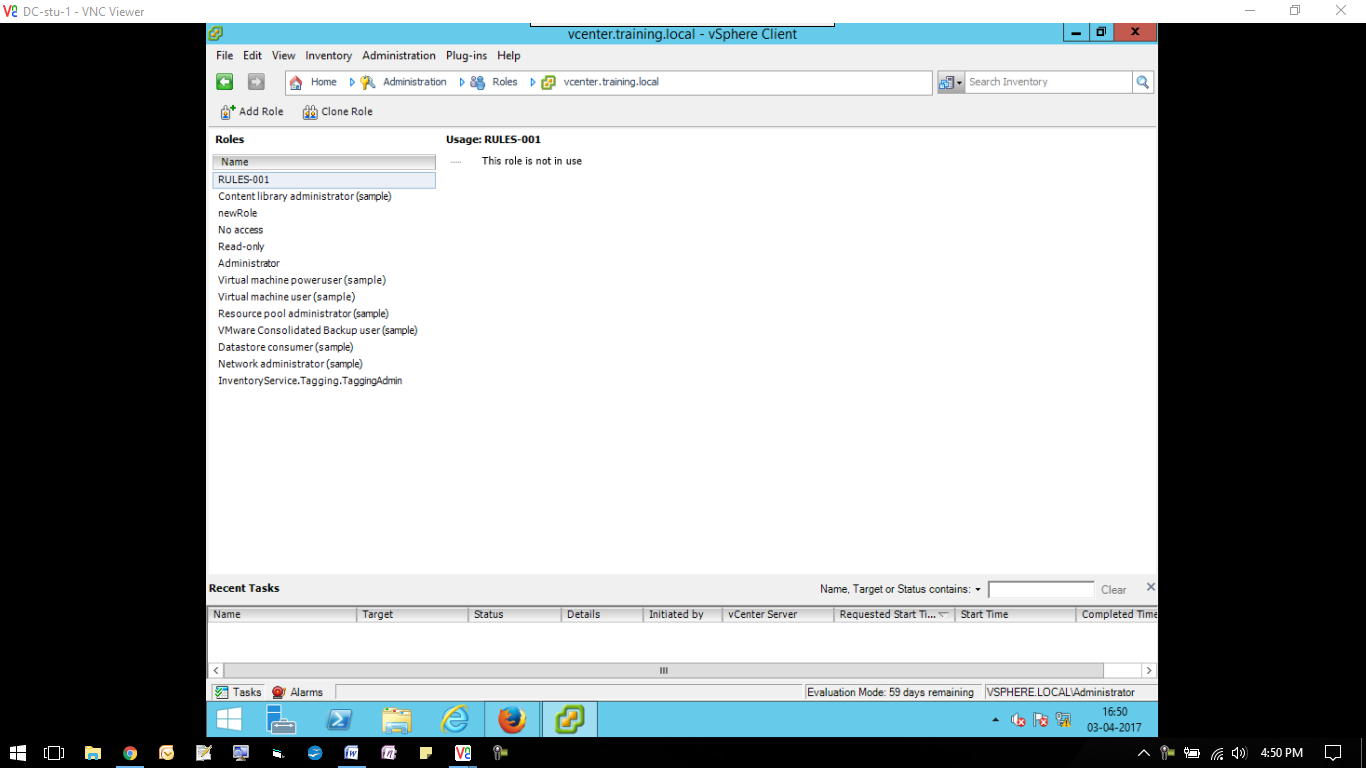 DC-stu-1 - VNC Viewer
vcenter.training.local - vSphere Client
File Edit View Inventory Administration Plug-ins Help
Home Administration Roles vcenter.training.local Search Inventory
Add Role Clone Role
Roles Usage: RULES-001
Name This role is not in use
RULES-001
Content library administrator (sample)
newRole
No access
Read-only
Administrator
Virtual machine power user (sample)
Virtual machine user (sample)
Resource pool administrator (sample)
VMware Consolidated Backup user (sample)
Datastore consumer (sample)
Network administrator (sample)
InventoryService.Tagging.TaggingAdmin
Recent Tasks Name, Target or Status contains: Clear
Name Target Status Details Initiated by vCenter Server Requested Start Ti... Start Time Completed Time
Tasks Alarms Evaluation Mode: 59 days remaining VSPHERE.LOCAL\Administrator
16:50
03-04-2017
4:50 PM